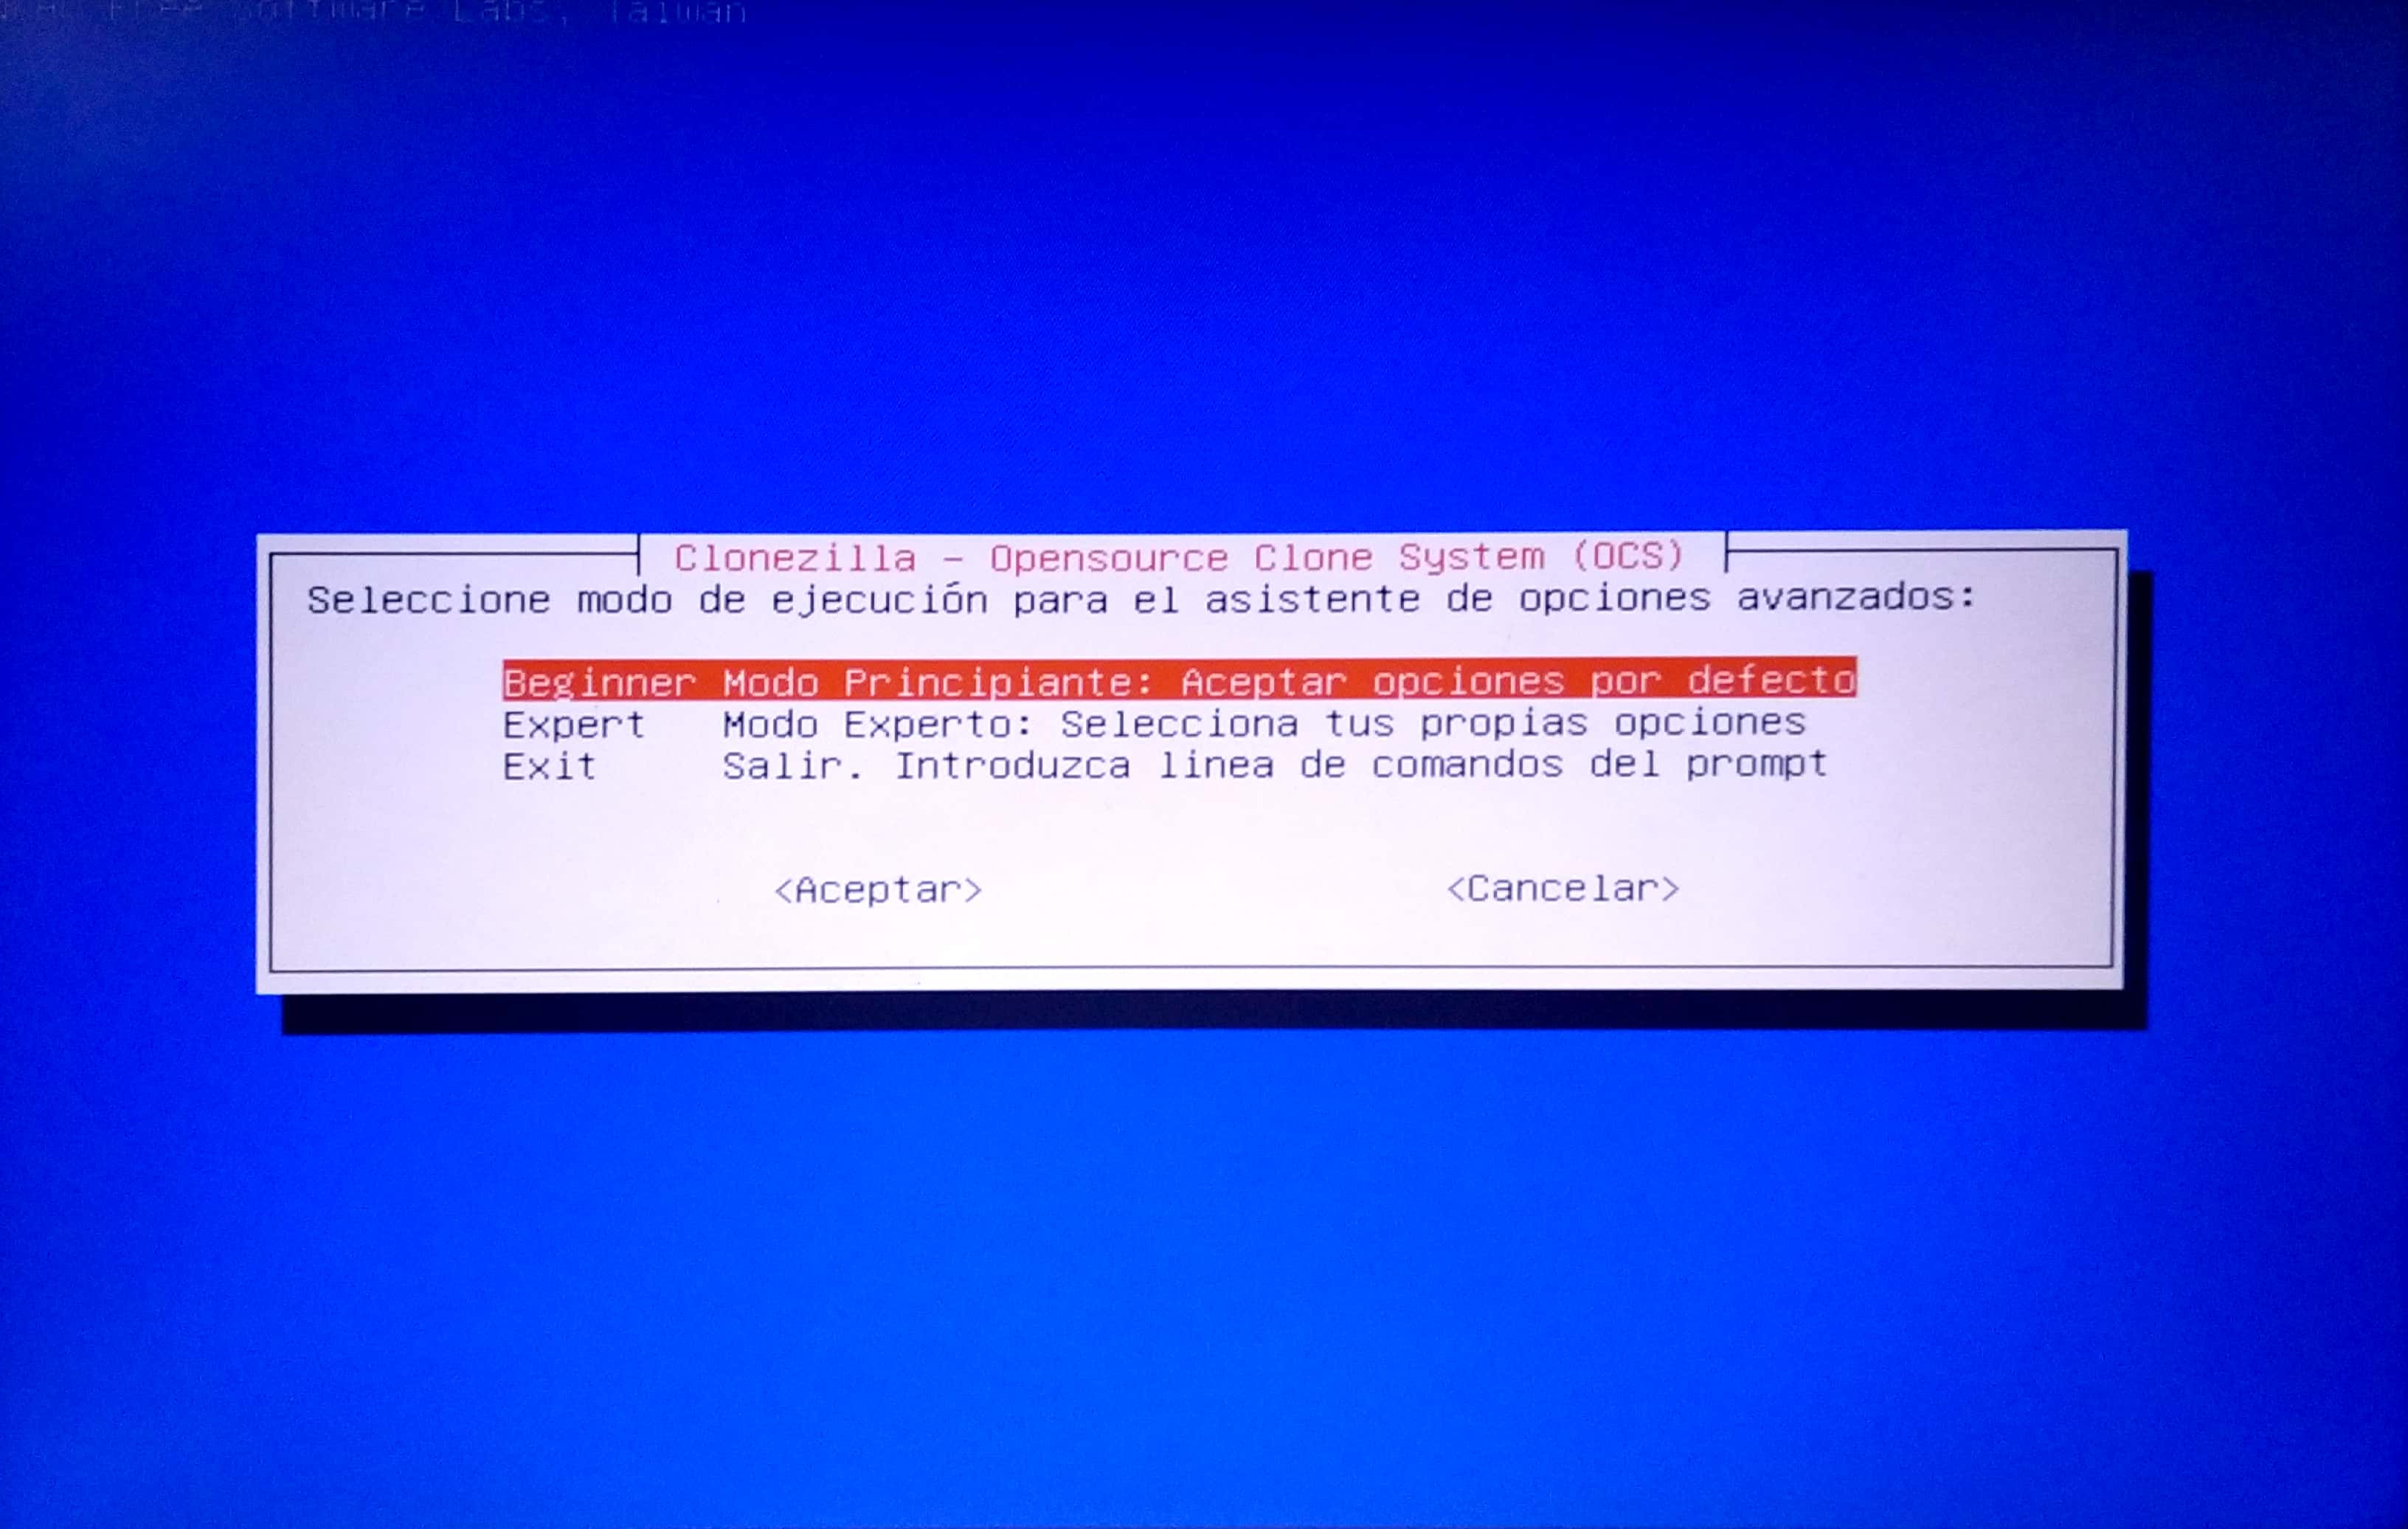 Free Software Labs, Taiwan
Clonezilla - Opensource Clone System (OCS)
Seleccione modo de ejecución para el asistente de opciones avanzados:
Beginner Modo Principiante: Aceptar opciones por defecto
Expert Modo Experto: Selecciona tus propias opciones
Exit Salir. Introduzca linea de comandos del prompt
<Aceptar> <Cancelar>